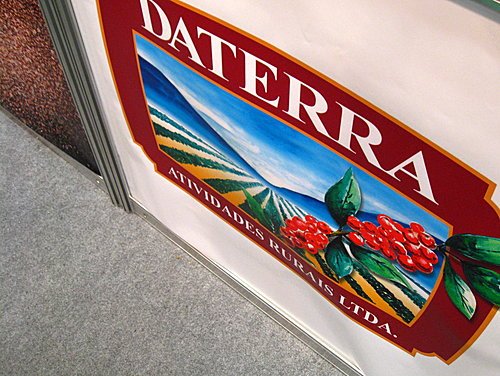 DATERRA
ATIVIDADES RURAIS LTDA.